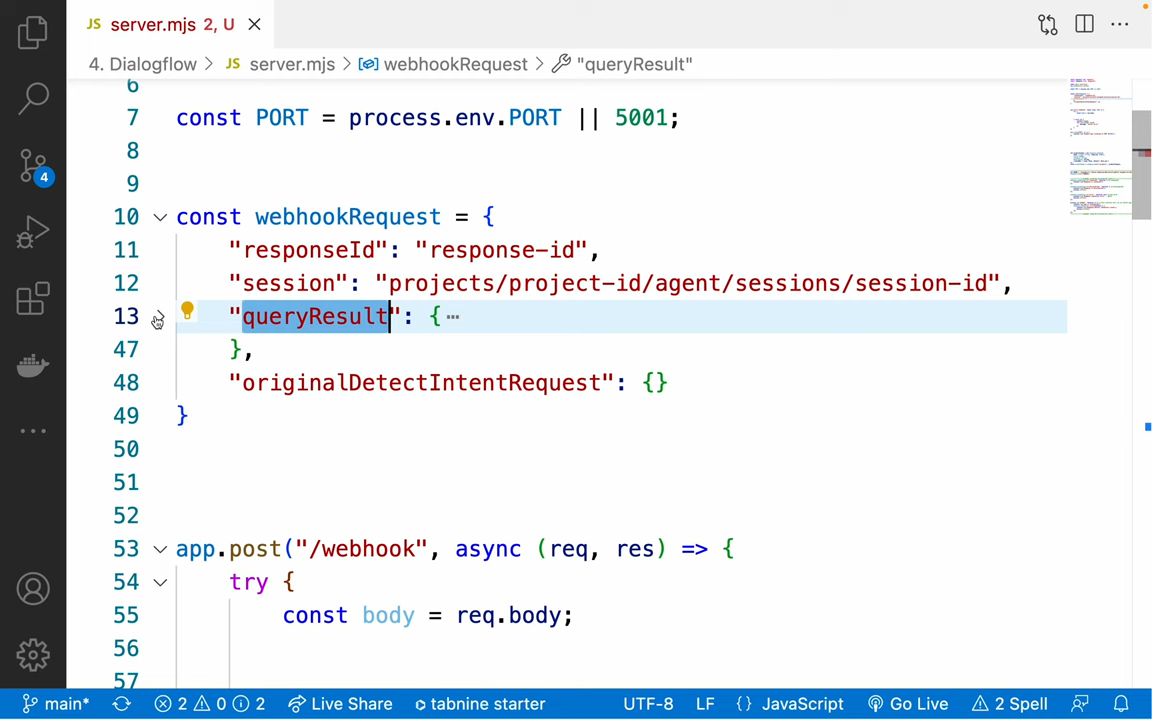 JS server.mjs 2, U
4. Dialogflow > JS server.mjs > webhookRequest > "queryResult"
6
7 const PORT = process.env.PORT || 5001;
8
9
10 const webhookRequest = {
11 "responseId": "response-id",
12 "session": "projects/project-id/agent/sessions/session-id",
13 "queryResult": { ...
47 },
48 "originalDetectIntentRequest": {}
49 }
50
51
52
53 app.post("/webhook", async (req, res) => {
54 try {
55 const body = req.body;
56
57
4
main* 2 0 2 Live Share tabnine starter UTF-8 LF {} JavaScript Go Live 2 Spell